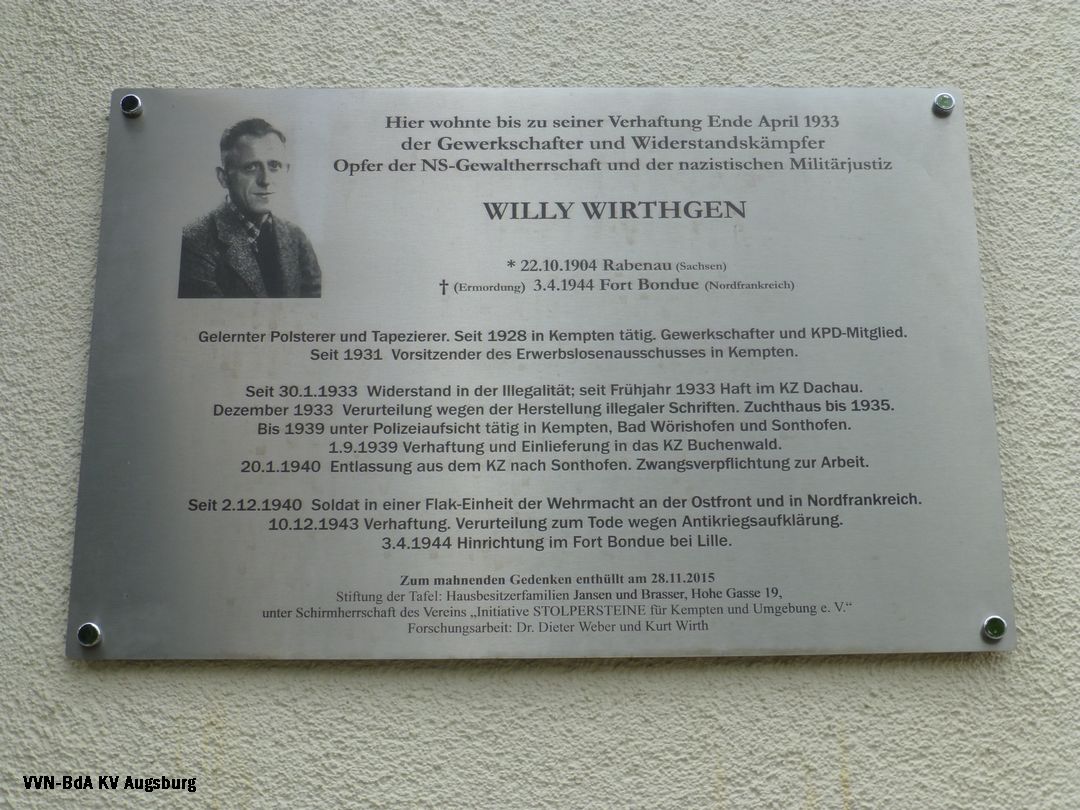 Hier wohnte bis zu seiner Verhaftung Ende April 1933
der Gewerkschafter und Widerstandskämpfer
Opfer der NS-Gewaltherrschaft und der nazistischen Militärjustiz
WILLY WIRTHGEN
* 22.10.1904 Rabenau (Sachsen)
† (Ermordung) 3.4.1944 Fort Bondue (Nordfrankreich)
Gelernter Polsterer und Tapezierer. Seit 1928 in Kempten tätig. Gewerkschafter und KPD-Mitglied.
Seit 1931 Vorsitzender des Erwerbslosenausschusses in Kempten.
Seit 30.1.1933 Widerstand in der Illegalität; seit Frühjahr 1933 Haft im KZ Dachau.
Dezember 1933 Verurteilung wegen der Herstellung illegaler Schriften. Zuchthaus bis 1935.
Bis 1939 unter Polizeiaufsicht tätig in Kempten, Bad Wörishofen und Sonthofen.
1.9.1939 Verhaftung und Einlieferung in das KZ Buchenwald.
20.1.1940 Entlassung aus dem KZ nach Sonthofen. Zwangsverpflichtung zur Arbeit.
Seit 2.12.1940 Soldat in einer Flak-Einheit der Wehrmacht an der Ostfront und in Nordfrankreich.
10.12.1943 Verhaftung. Verurteilung zum Tode wegen Antikriegsaufklärung.
3.4.1944 Hinrichtung im Fort Bondue bei Lille.
Zum mahnenden Gedenken enthüllt am 28.11.2015
Stiftung der Tafel: Hausbesitzerfamilien Jansen und Brasser, Hohe Gasse 19,
unter Schirmherrschaft des Vereins „Initiative STOLPERSTEINE für Kempten und Umgebung e. V.“
Forschungsarbeit: Dr. Dieter Weber und Kurt Wirth
VVN-BdA KV Augsburg